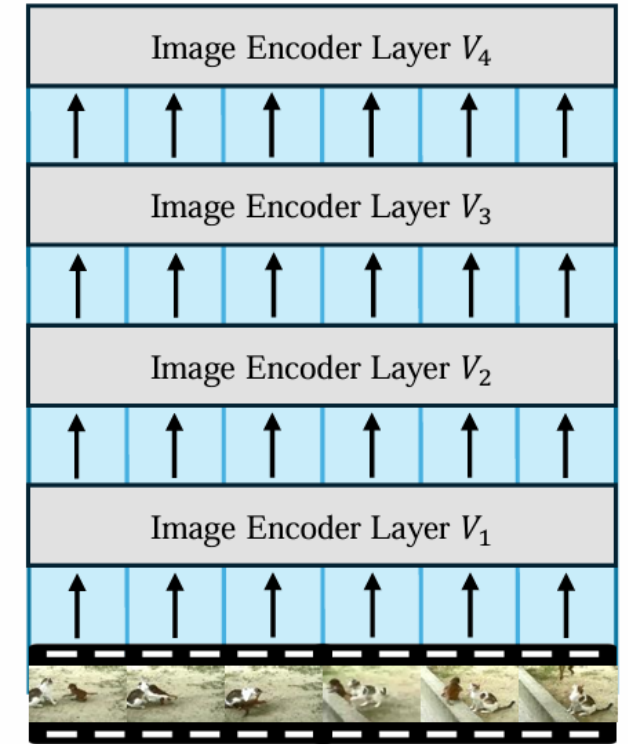 Image Encoder Layer V₄
Image Encoder Layer V₃
Image Encoder Layer V₂
Image Encoder Layer V₁